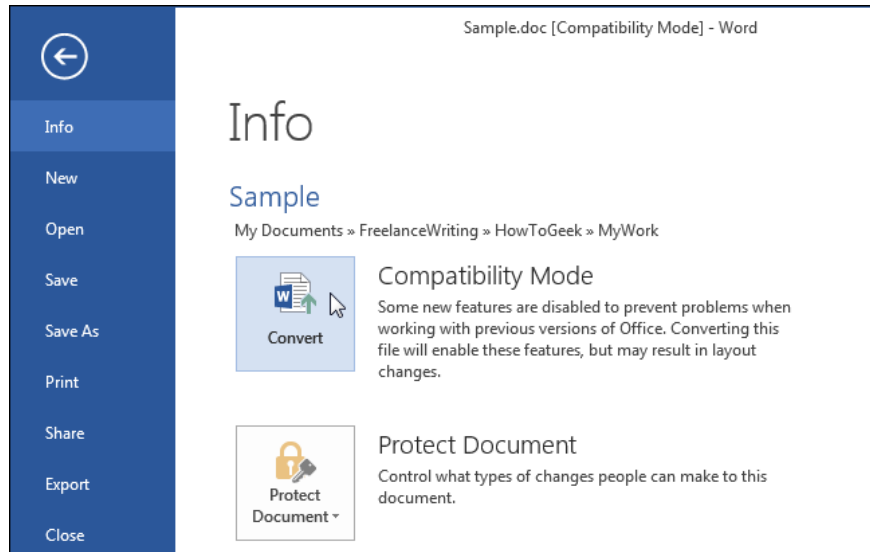 Sample.doc [Compatibility Mode] - Word
Info
New
Open
Save
Save As
Print
Share
Export
Close
Info
Sample
My Documents » FreelanceWriting » HowToGeek » MyWork
W
Convert
Compatibility Mode
Some new features are disabled to prevent problems when
working with previous versions of Office. Converting this
file will enable these features, but may result in layout
changes.
Protect
Document
Protect Document
Control what types of changes people can make to this
document.